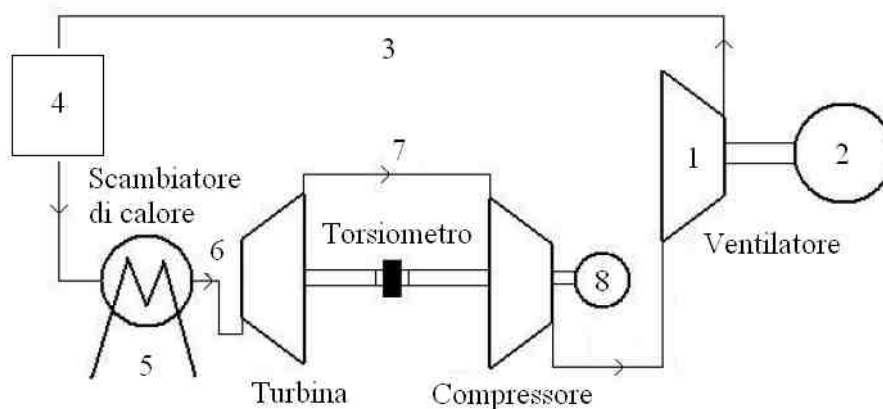 3
4
1
2
7
Scambiatore
di calore
Torsiometro
6
Ventilatore
8
5
Turbina
Compressore